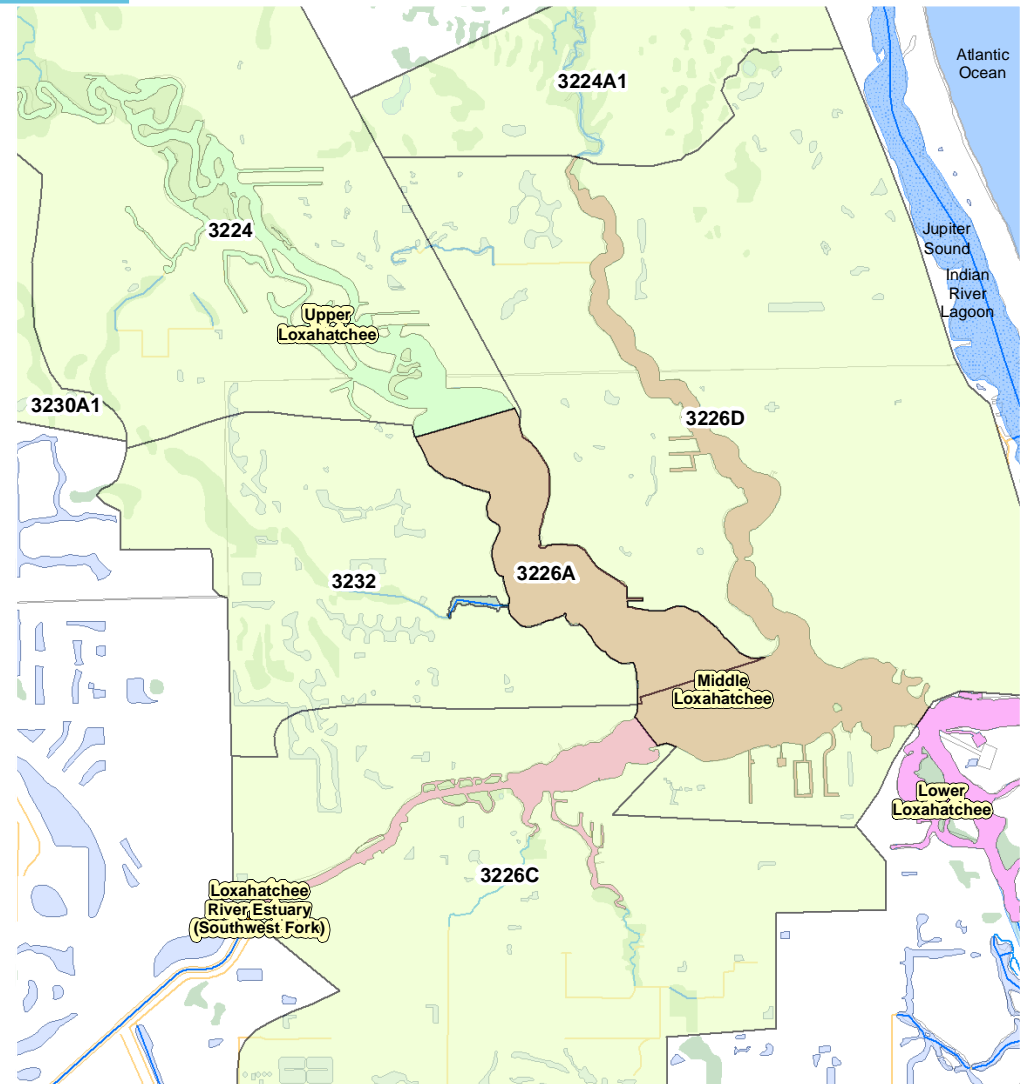 Atlantic
Ocean
3224A1
3224
Jupiter
Sound
Indian
River
Lagoon
Upper
Loxahatchee
3230A1
3226D
3226A
3232
Middle
Loxahatchee
Lower
Loxahatchee
3226C
Loxahatchee
River Estuary
(Southwest Fork)